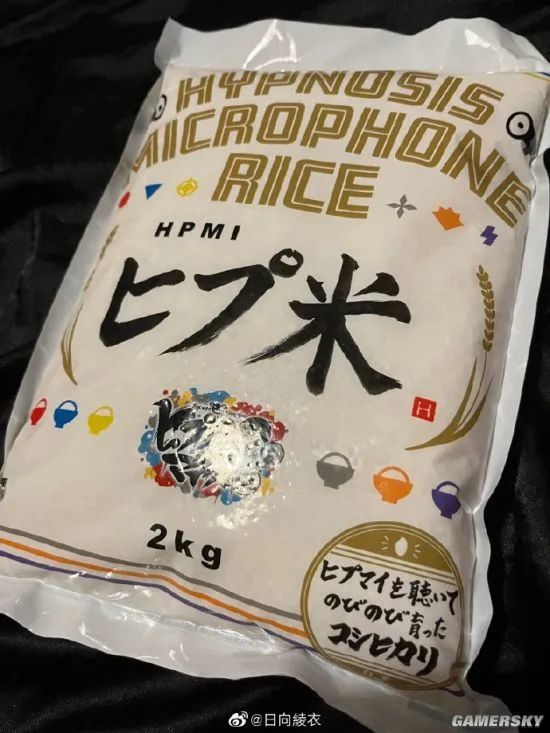 HYPNOSIS
MICROPHONE
RICE
HPMI
ヒプ米
H
2kg
ヒプマイを聴いて
のびのび育った
コシヒカリ
@日向綾衣
GAMERSKY